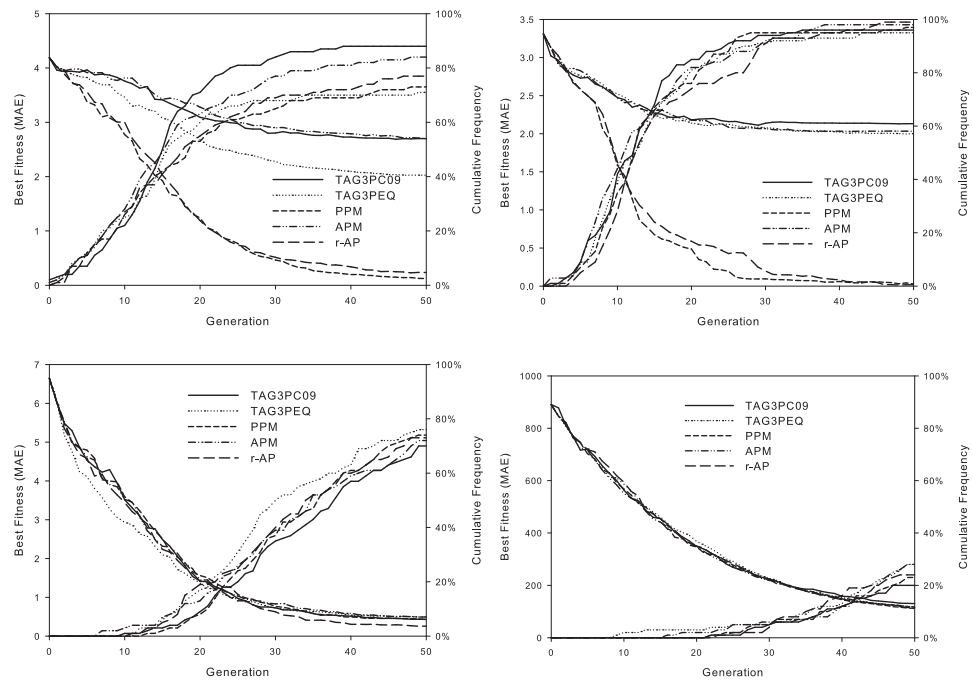 5
4
3
2
1
0
Best Fitness (MAE)
100%
80%
60%
40%
20%
0%
Cumulative Frequency
TAG3PC09
TAG3PEQ
PPM
APM
r-AP
0 10 20 30 40 50
Generation
3.5
3.0
2.5
2.0
1.5
1.0
0.5
0.0
Best Fitness (MAE)
100%
80%
60%
40%
20%
0%
Cumulative Frequency
TAG3PC09
TAG3PEQ
PPM
APM
r-AP
0 10 20 30 40 50
Generation
7
6
5
4
3
2
1
0
Best Fitness (MAE)
100%
80%
60%
40%
20%
0%
Cumulative Frequency
TAG3PC09
TAG3PEQ
PPM
APM
r-AP
0 10 20 30 40 50
Generation
1000
800
600
400
200
0
Best Fitness (MAE)
100%
80%
60%
40%
20%
0%
Cumulative Frequency
TAG3PC09
TAG3PEQ
PPM
APM
r-AP
0 10 20 30 40 50
Generation